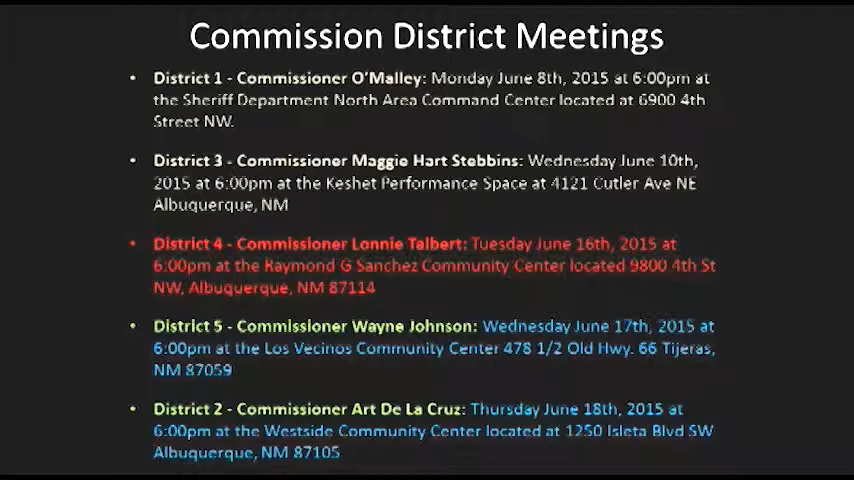 Commission District Meetings
• District 1 - Commissioner O'Malley: Monday June 8th, 2015 at 6:00pm at
the Sheriff Department North Area Command Center located at 6900 4th
Street NW.
• District 3 - Commissioner Maggie Hart Stebbins: Wednesday June 10th,
2015 at 6:00pm at the Keshet Performance Space at 4121 Cutler Ave NE
Albuquerque, NM
• District 4 - Commissioner Lonnie Talbert: Tuesday June 16th, 2015 at
6:00pm at the Raymond G Sanchez Community Center located 9800 4th St
NW, Albuquerque, NM 87114
• District 5 - Commissioner Wayne Johnson: Wednesday June 17th, 2015 at
6:00pm at the Los Vecinos Community Center 478 1/2 Old Hwy. 66 Tijeras,
NM 87059
• District 2 - Commissioner Art De La Cruz: Thursday June 18th, 2015 at
6:00pm at the Westside Community Center located at 1250 Isleta Blvd SW
Albuquerque, NM 87105